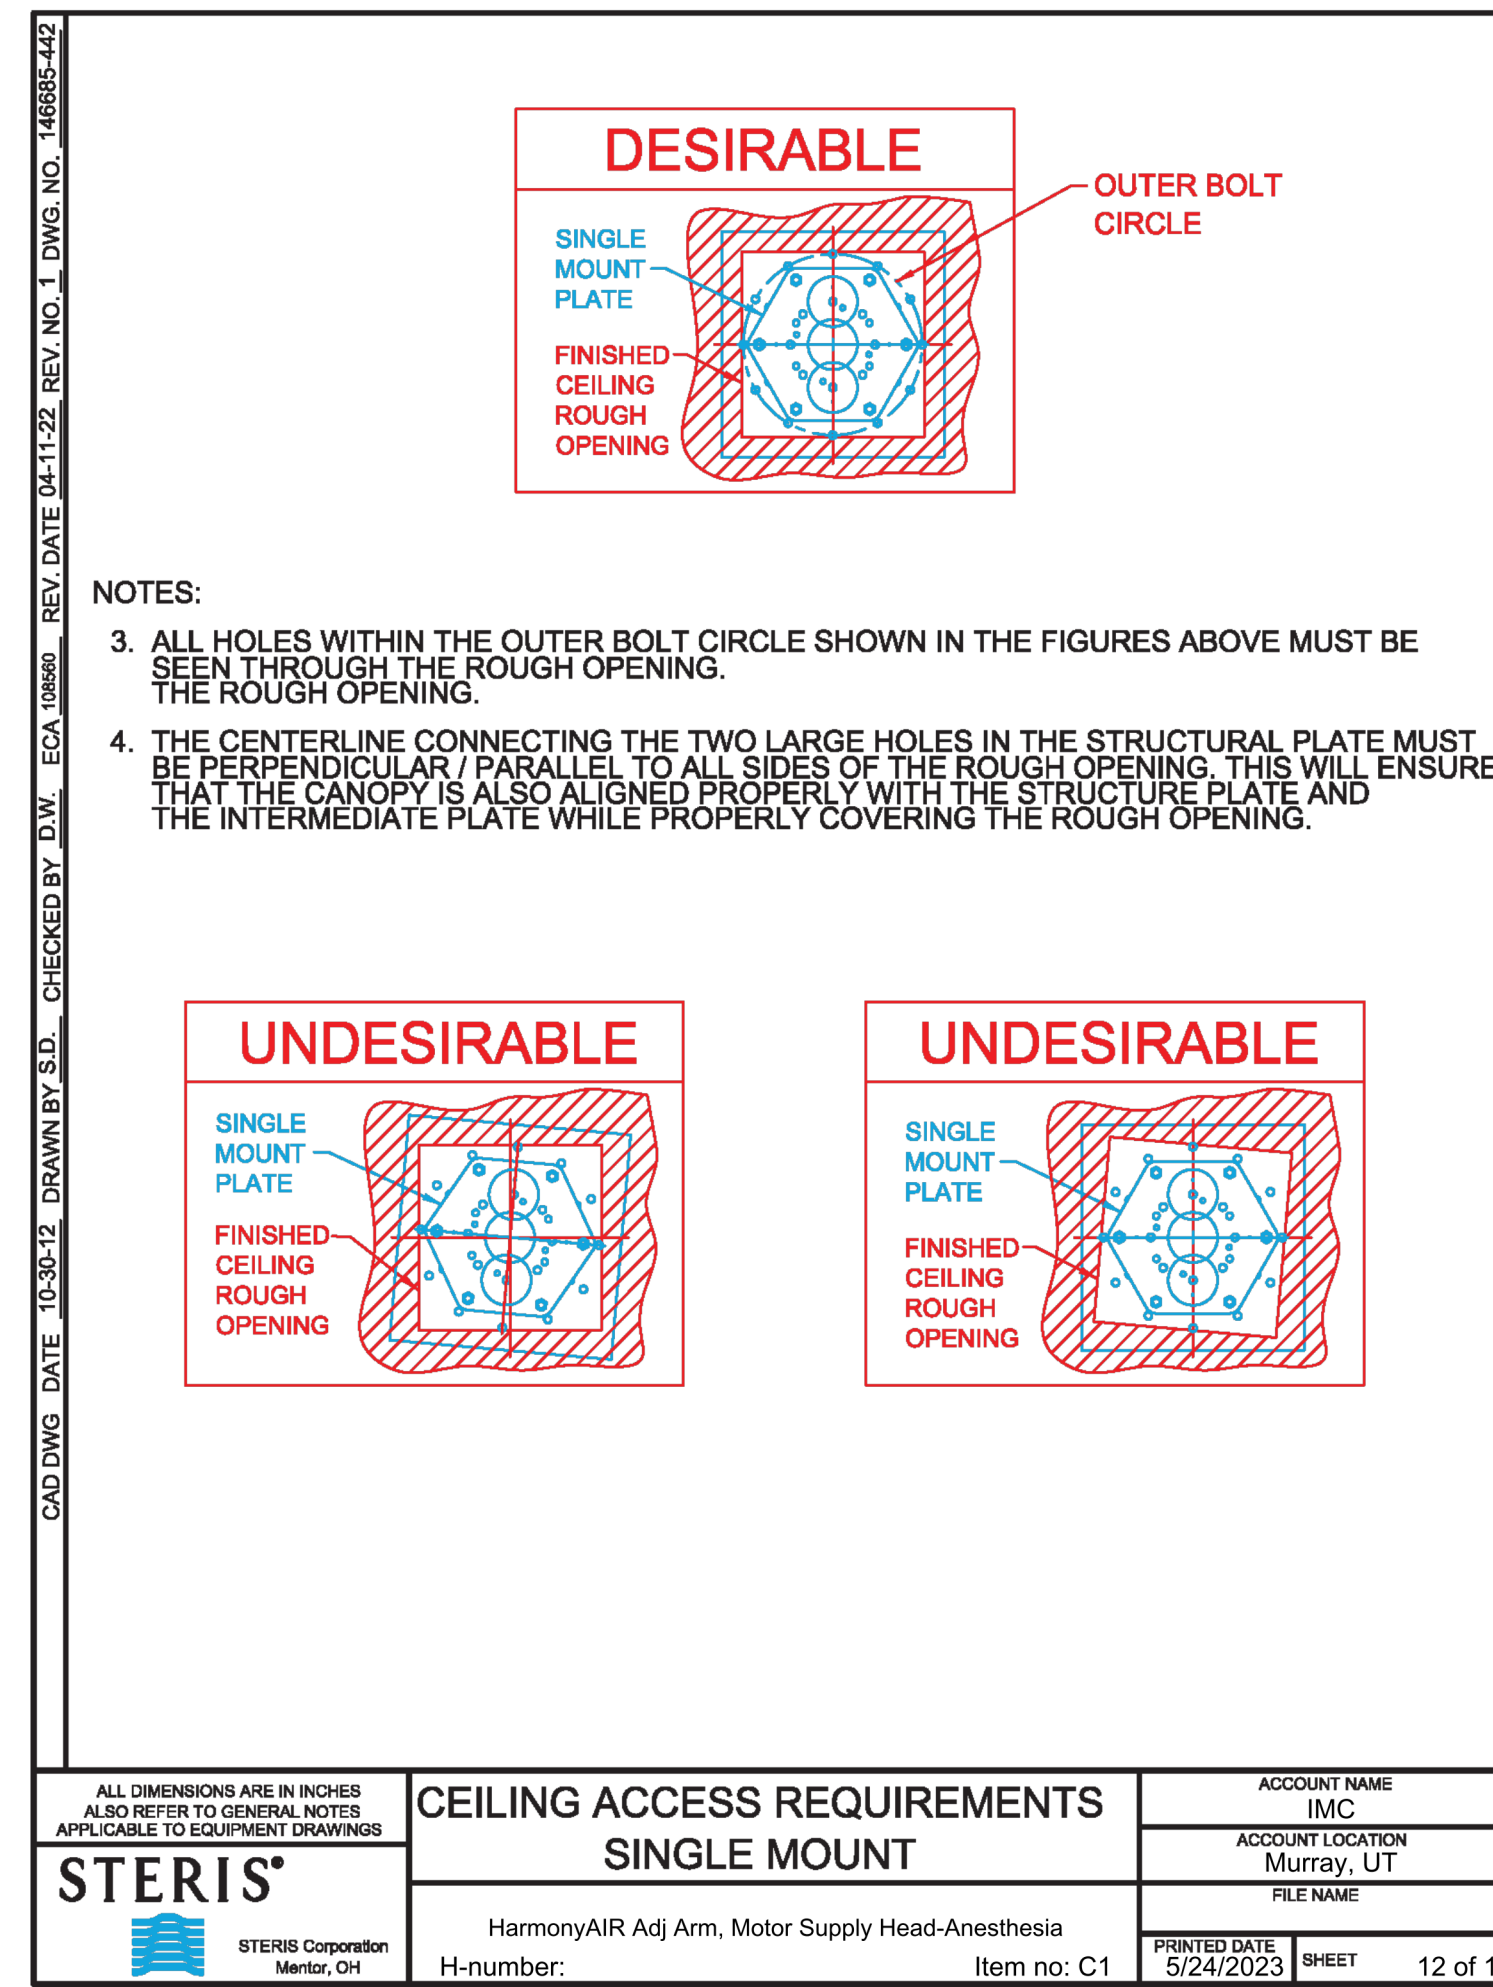 DESIRABLE
OUTER BOLT
CIRCLE
SINGLE
MOUNT
PLATE
FINISHED
CEILING
ROUGH
OPENING
NOTES:
3. ALL HOLES WITHIN THE OUTER BOLT CIRCLE SHOWN IN THE FIGURES ABOVE MUST BE
SEEN THROUGH THE ROUGH OPENING.
THE ROUGH OPENING.
4. THE CENTERLINE CONNECTING THE TWO LARGE HOLES IN THE STRUCTURAL PLATE MUST
BE PERPENDICULAR / PARALLEL TO ALL SIDES OF THE ROUGH OPENING. THIS WILL ENSURE
THAT THE CANOPY IS ALSO ALIGNED PROPERLY WITH THE STRUCTURE PLATE AND
THE INTERMEDIATE PLATE WHILE PROPERLY COVERING THE ROUGH OPENING.
UNDESIRABLE
SINGLE
MOUNT
PLATE
FINISHED
CEILING
ROUGH
OPENING
UNDESIRABLE
SINGLE
MOUNT
PLATE
FINISHED
CEILING
ROUGH
OPENING
CAD DWG DATE 10-30-12 DRAWN BY S.D. CHECKED BY D.W. ECA 108560 REV. DATE 04-11-22 REV. NO. 1 DWG. NO. 146685-442
ALL DIMENSIONS ARE IN INCHES
ALSO REFER TO GENERAL NOTES
APPLICABLE TO EQUIPMENT DRAWINGS
STERIS®
STERIS Corporation
Mentor, OH
CEILING ACCESS REQUIREMENTS
SINGLE MOUNT
HarmonyAIR Adj Arm, Motor Supply Head-Anesthesia
H-number: Item no: C1
ACCOUNT NAME
IMC
ACCOUNT LOCATION
Murray, UT
FILE NAME
PRINTED DATE
5/24/2023
SHEET 12 of 1